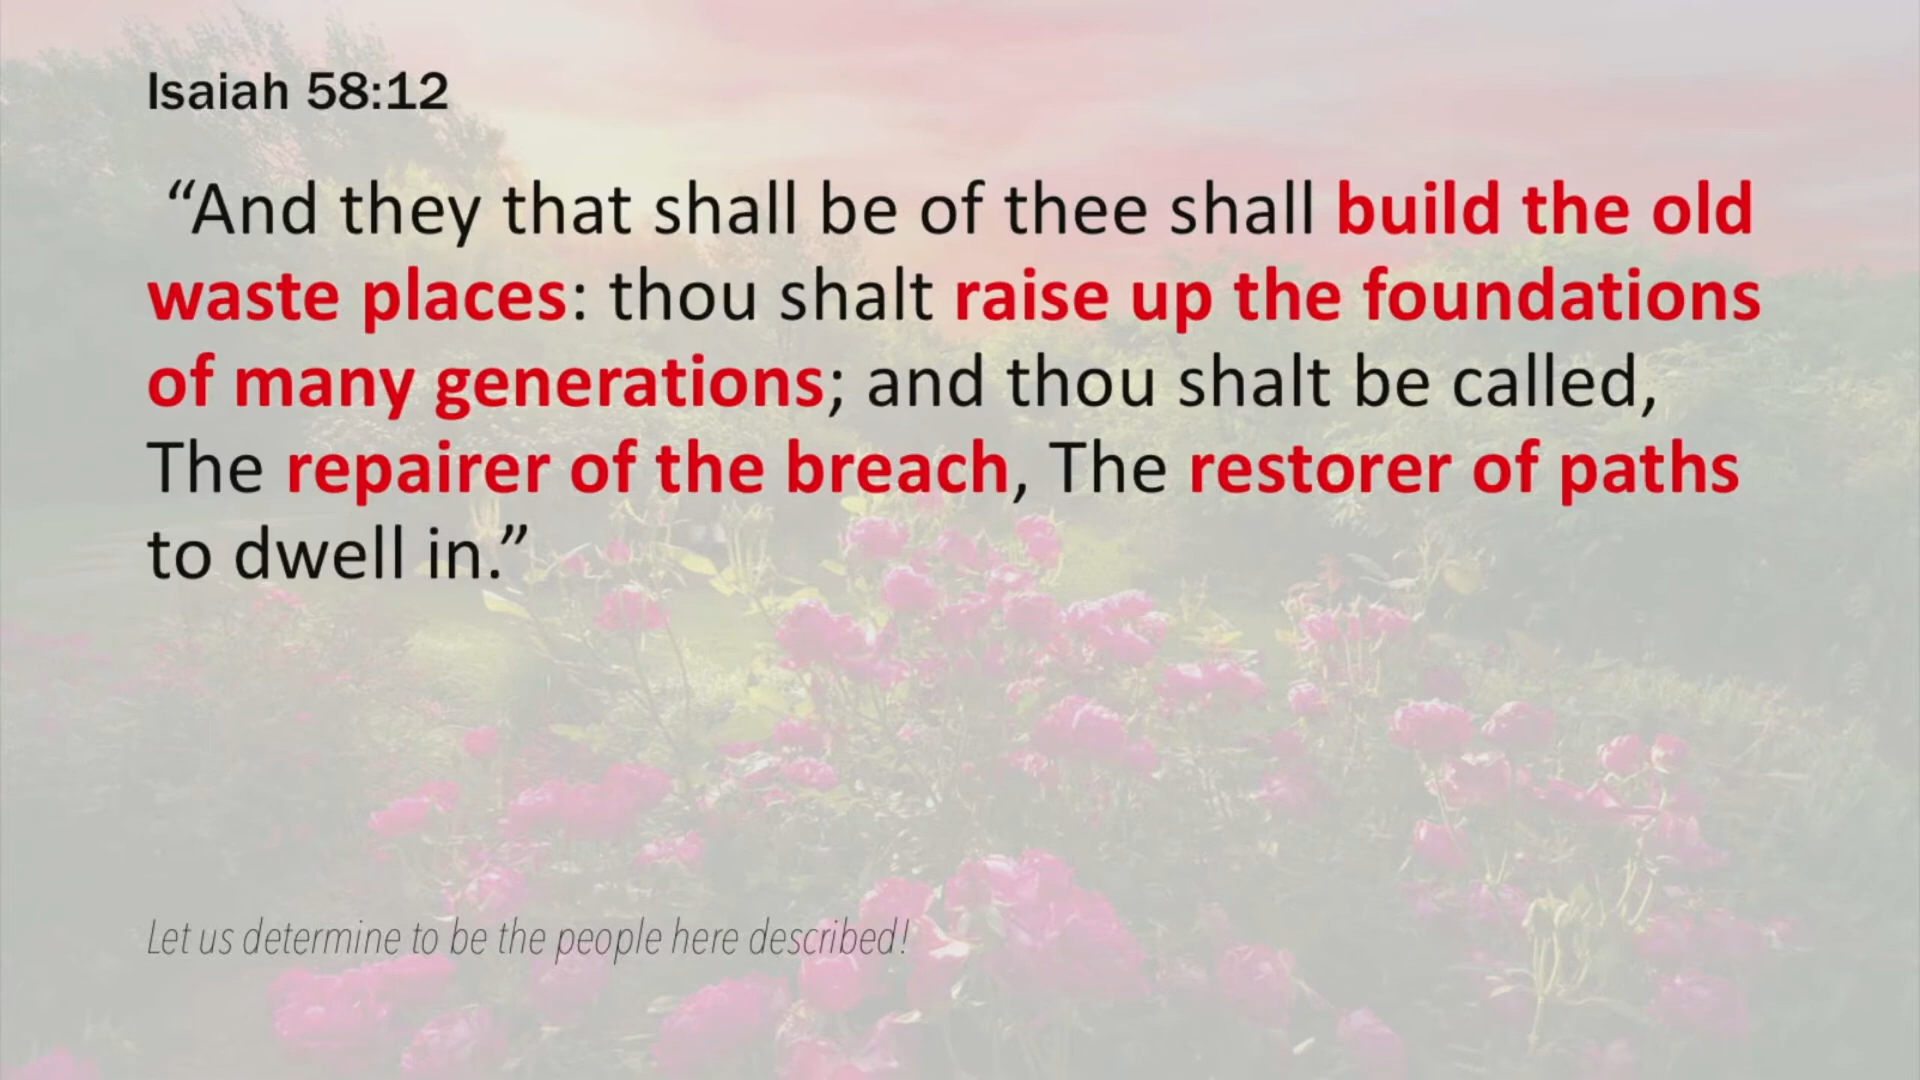 Isaiah 58:12
“And they that shall be of thee shall build the old
waste places: thou shalt raise up the foundations
of many generations; and thou shalt be called,
The repairer of the breach, The restorer of paths
to dwell in.”
Let us determine to be the people here described!